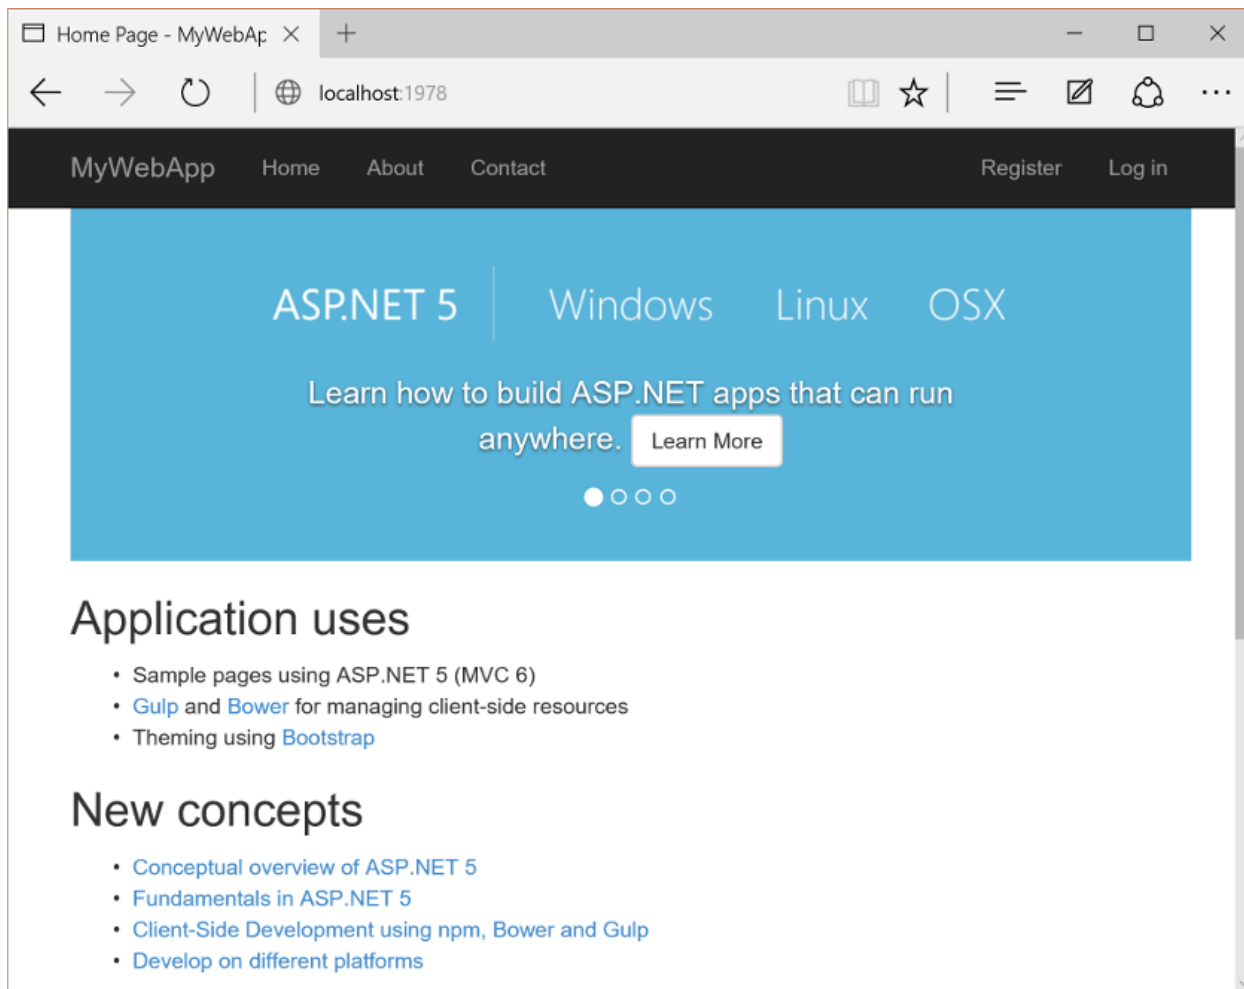 Home Page - MyWebAp
localhost:1978
MyWebApp Home About Contact Register Log in
ASP.NET 5 Windows Linux OSX
Learn how to build ASP.NET apps that can run
anywhere. Learn More
Application uses
• Sample pages using ASP.NET 5 (MVC 6)
• Gulp and Bower for managing client-side resources
• Theming using Bootstrap
New concepts
• Conceptual overview of ASP.NET 5
• Fundamentals in ASP.NET 5
• Client-Side Development using npm, Bower and Gulp
• Develop on different platforms